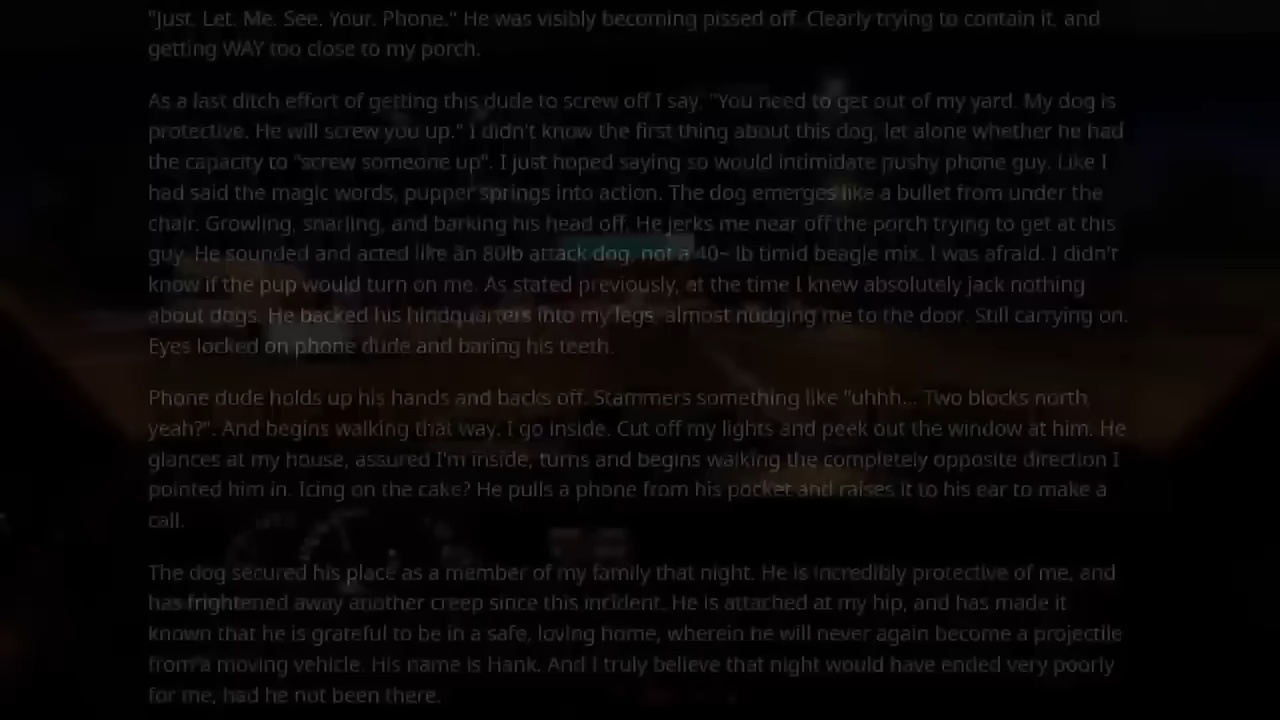 "Just. Let. Me. See. Your. Phone." He was visibly becoming pissed off. Clearly trying to contain it, and
getting WAY too close to my porch.
As a last ditch effort of getting this dude to screw off I say, "You need to get out of my yard. My dog is
protective. He will screw you up." I didn't know the first thing about this dog, let alone whether he had
the capacity to "screw someone up". I just hoped saying so would intimidate pushy phone guy. Like I
had said the magic words, pupper springs into action. The dog emerges like a bullet from under the
chair. Growling, snarling, and barking his head off. He jerks me near off the porch trying to get at this
guy. He sounded and acted like an 80lb attack dog, not a 40~ lb timid beagle mix. I was afraid. I didn't
know if the pup would turn on me. As stated previously, at the time I knew absolutely jack nothing
about dogs. He backed his hindquarters into my legs, almost nudging me to the door. Still carrying on.
Eyes locked on phone dude and baring his teeth.
Phone dude holds up his hands and backs off. Stammers something like "uhhh... Two blocks north,
yeah?". And begins walking that way. I go inside. Cut off my lights and peek out the window at him. He
glances at my house, assured I'm inside, turns and begins walking the completely opposite direction I
pointed him in. Icing on the cake? He pulls a phone from his pocket and raises it to his ear to make a
call.
The dog secured his place as a member of my family that night. He is incredibly protective of me, and
has frightened away another creep since this incident. He is attached at my hip, and has made it
known that he is grateful to be in a safe, loving home, wherein he will never again become a projectile
from a moving vehicle. His name is Hank. And I truly believe that night would have ended very poorly
for me, had he not been there.